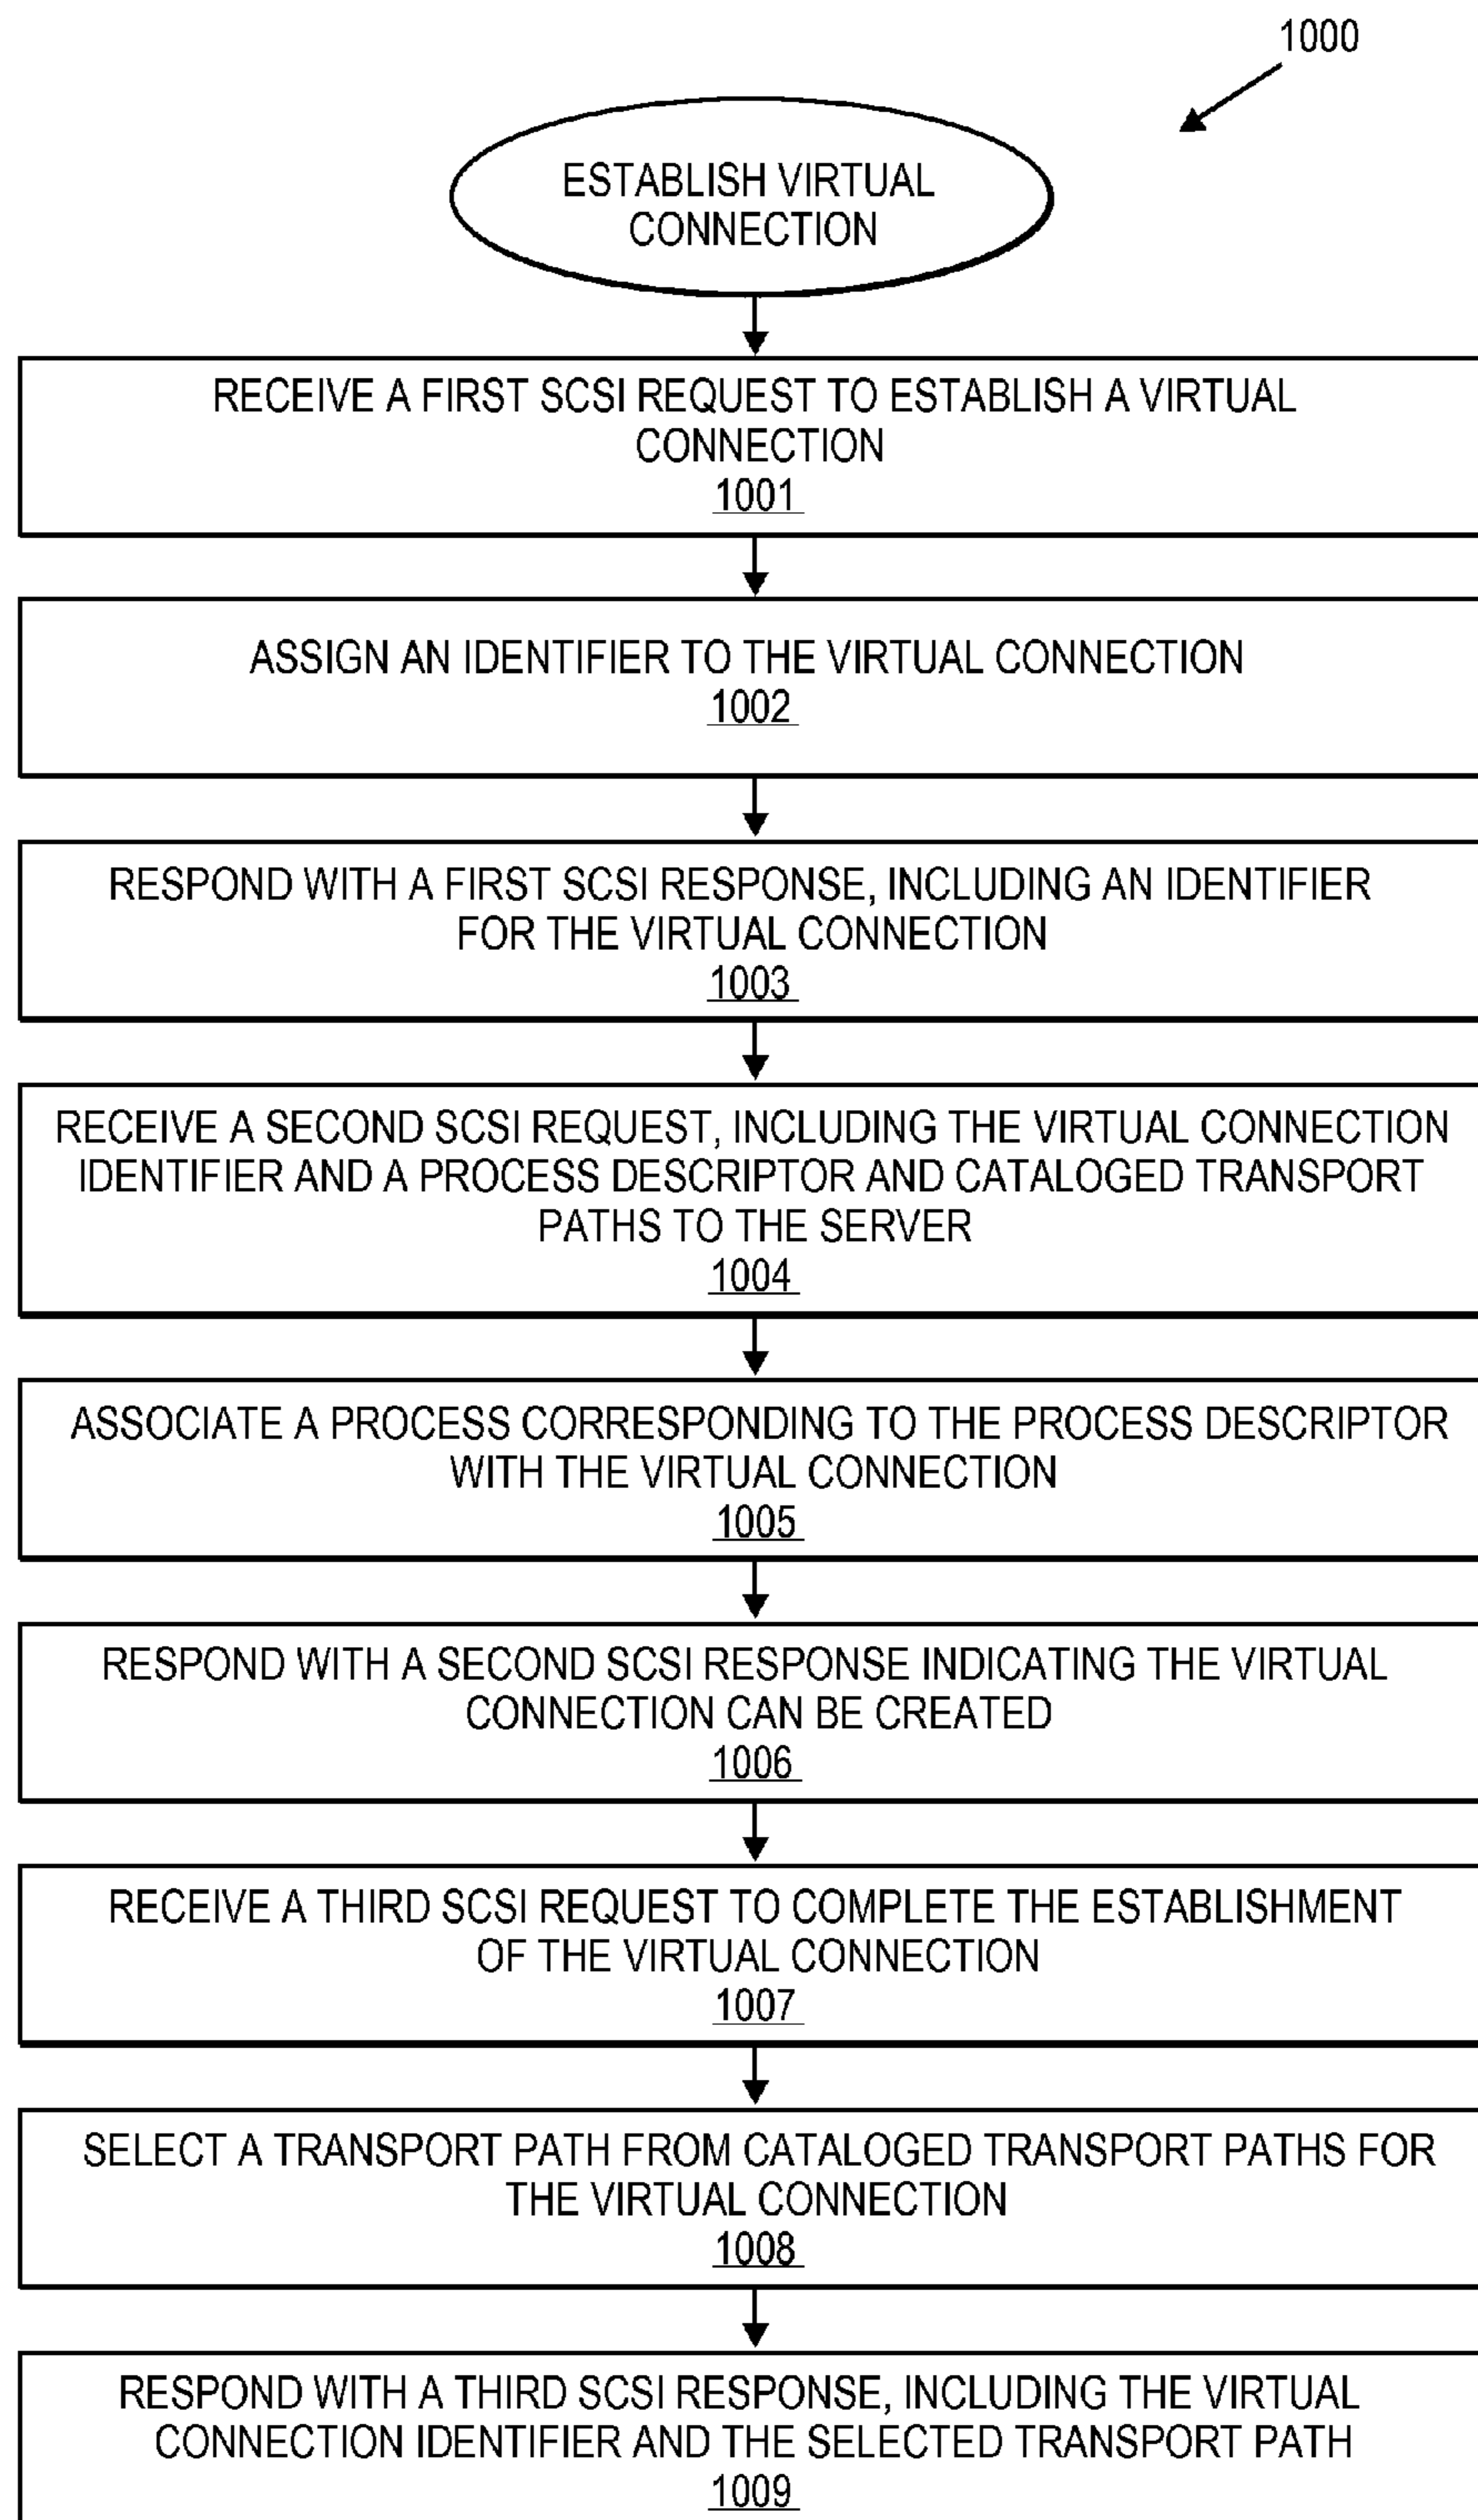 1000
ESTABLISH VIRTUAL
CONNECTION
RECEIVE A FIRST SCSI REQUEST TO ESTABLISH A VIRTUAL
CONNECTION
1001
ASSIGN AN IDENTIFIER TO THE VIRTUAL CONNECTION
1002
RESPOND WITH A FIRST SCSI RESPONSE, INCLUDING AN IDENTIFIER
FOR THE VIRTUAL CONNECTION
1003
RECEIVE A SECOND SCSI REQUEST, INCLUDING THE VIRTUAL CONNECTION
IDENTIFIER AND A PROCESS DESCRIPTOR AND CATALOGED TRANSPORT
PATHS TO THE SERVER
1004
ASSOCIATE A PROCESS CORRESPONDING TO THE PROCESS DESCRIPTOR
WITH THE VIRTUAL CONNECTION
1005
RESPOND WITH A SECOND SCSI RESPONSE INDICATING THE VIRTUAL
CONNECTION CAN BE CREATED
1006
RECEIVE A THIRD SCSI REQUEST TO COMPLETE THE ESTABLISHMENT
OF THE VIRTUAL CONNECTION
1007
SELECT A TRANSPORT PATH FROM CATALOGED TRANSPORT PATHS FOR
THE VIRTUAL CONNECTION
1008
RESPOND WITH A THIRD SCSI RESPONSE, INCLUDING THE VIRTUAL
CONNECTION IDENTIFIER AND THE SELECTED TRANSPORT PATH
1009